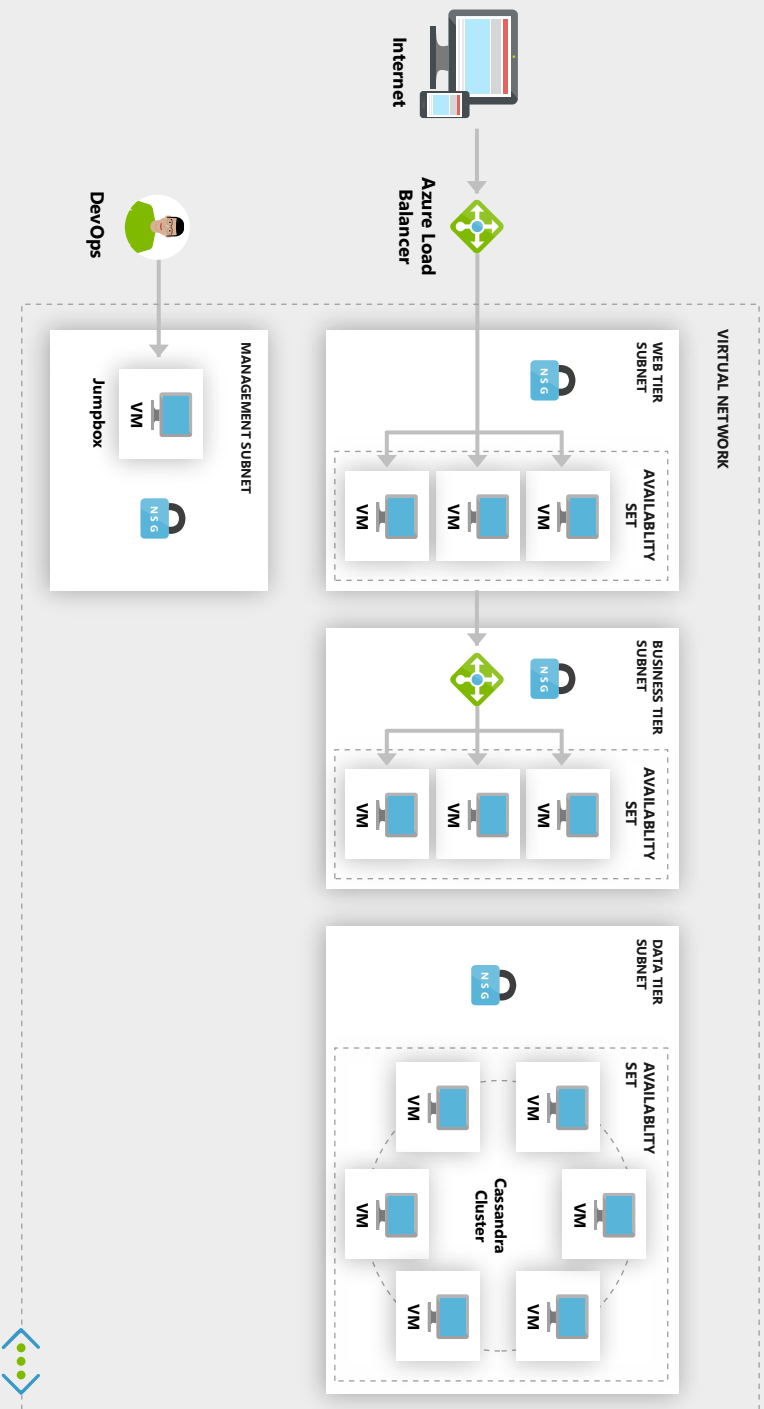 Internet
Azure Load
Balancer
DevOps
VIRTUAL NETWORK
WEB TIER
SUBNET
NSG
AVAILABLITY
SET
VM
VM
VM
BUSINESS TIER
SUBNET
NSG
AVAILABLITY
SET
VM
VM
VM
DATA TIER
SUBNET
NSG
AVAILABLITY
SET
VM
VM
VM
Cassandra
Cluster
VM
VM
VM
MANAGEMENT SUBNET
VM
Jumpbox
NSG